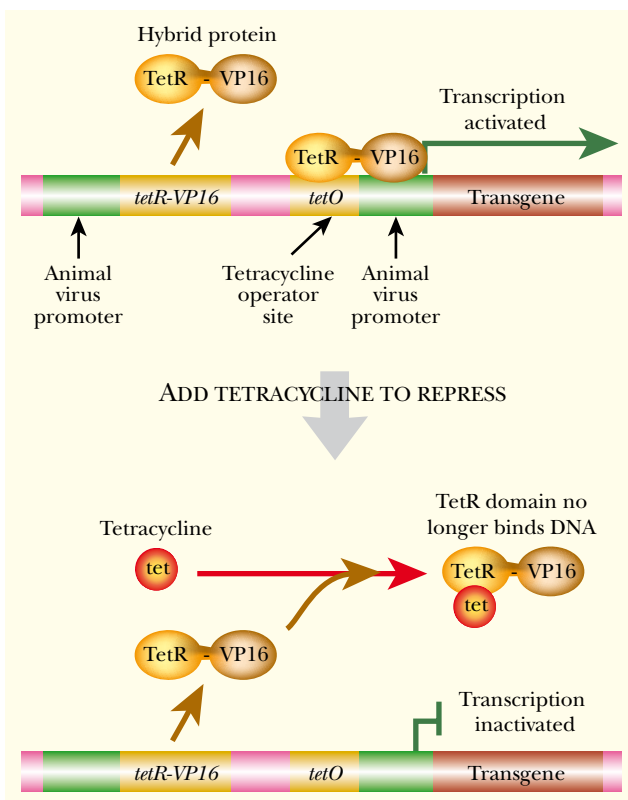 Hybrid protein
TetR - VP16
Transcription
activated
TetR - VP16
tetR-VP16
tetO
Transgene
Animal
virus
promoter
Tetracycline
operator
site
Animal
virus
promoter
ADD TETRACYCLINE TO REPRESS
Tetracycline
tet
TetR domain no
longer binds DNA
TetR - VP16
tet
TetR - VP16
Transcription
inactivated
tetR-VP16
tetO
Transgene